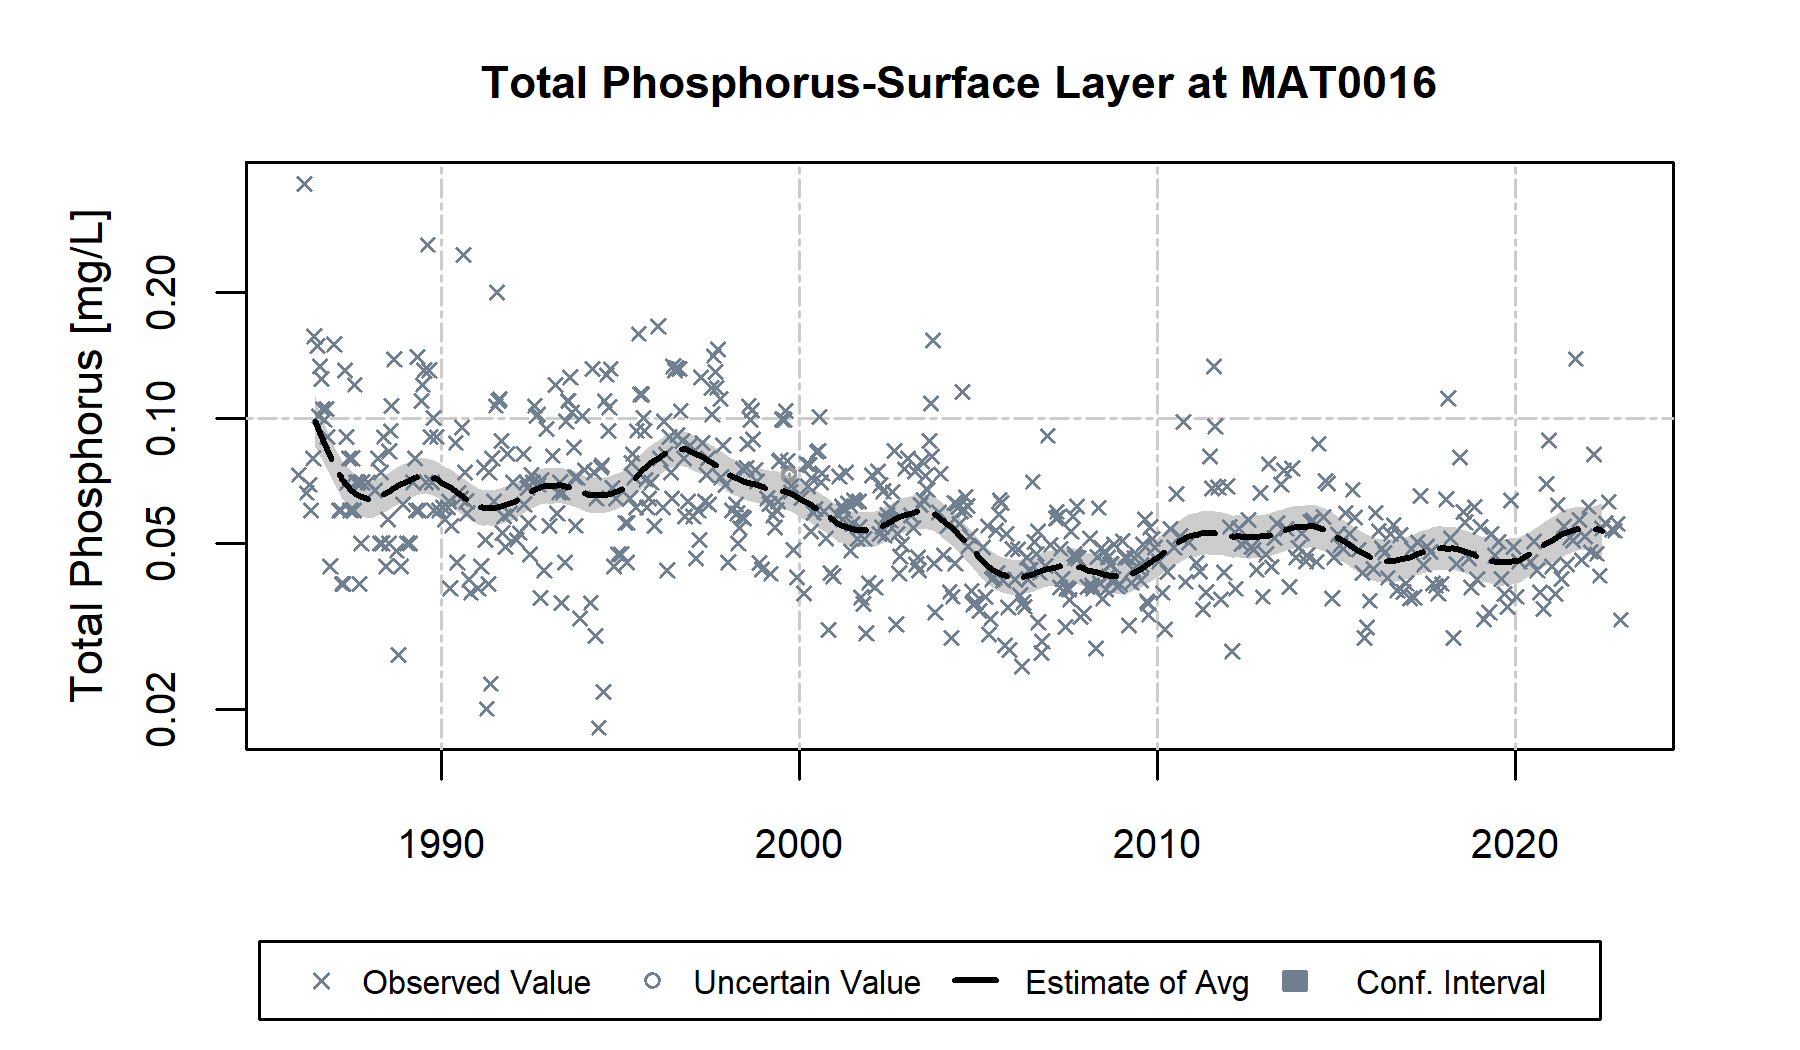 Total Phosphorus-Surface Layer at MAT0016
Total Phosphorus [mg/L]
0.20
0.10
0.05
0.02
1990 2000 2010 2020
Observed Value Uncertain Value Estimate of Avg Conf. Interval